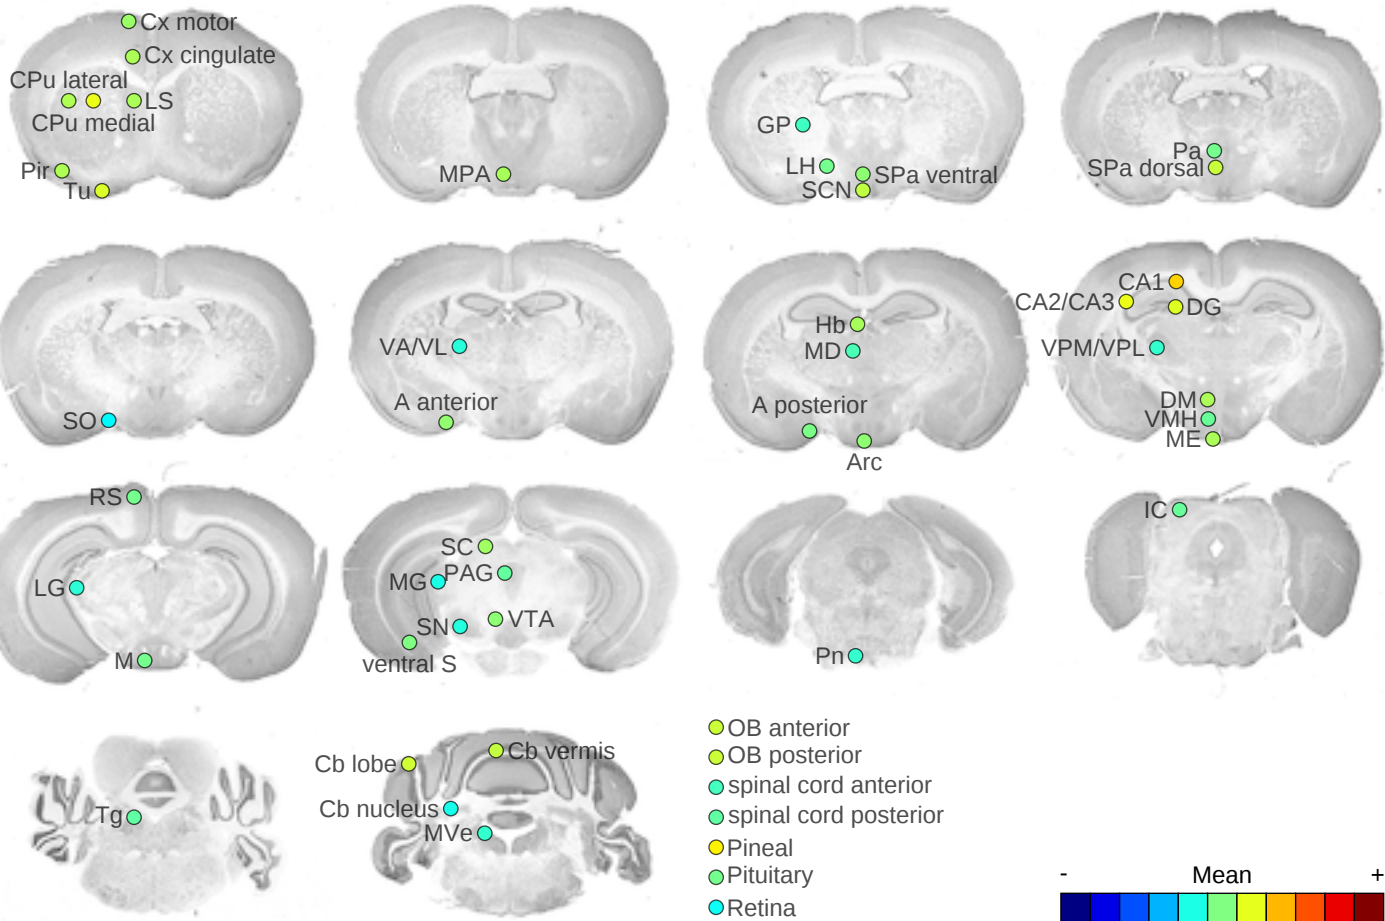 Cx motor
Cx cingulate
CPu lateral
LS
CPu medial
Pir
Tu
MPA
GP
LH
SPa ventral
SCN
Pa
SPa dorsal
SO
VA/VL
A anterior
Hb
MD
A posterior
Arc
CA1
CA2/CA3
DG
VPM/VPL
DM
VMH
ME
RS
LG
M
SC
MG
PAG
SN
VTA
ventral S
Pn
IC
Tg
Cb lobe
Cb vermis
Cb nucleus
MVe
OB anterior
OB posterior
spinal cord anterior
spinal cord posterior
Pineal
Pituitary
Retina
- Mean +